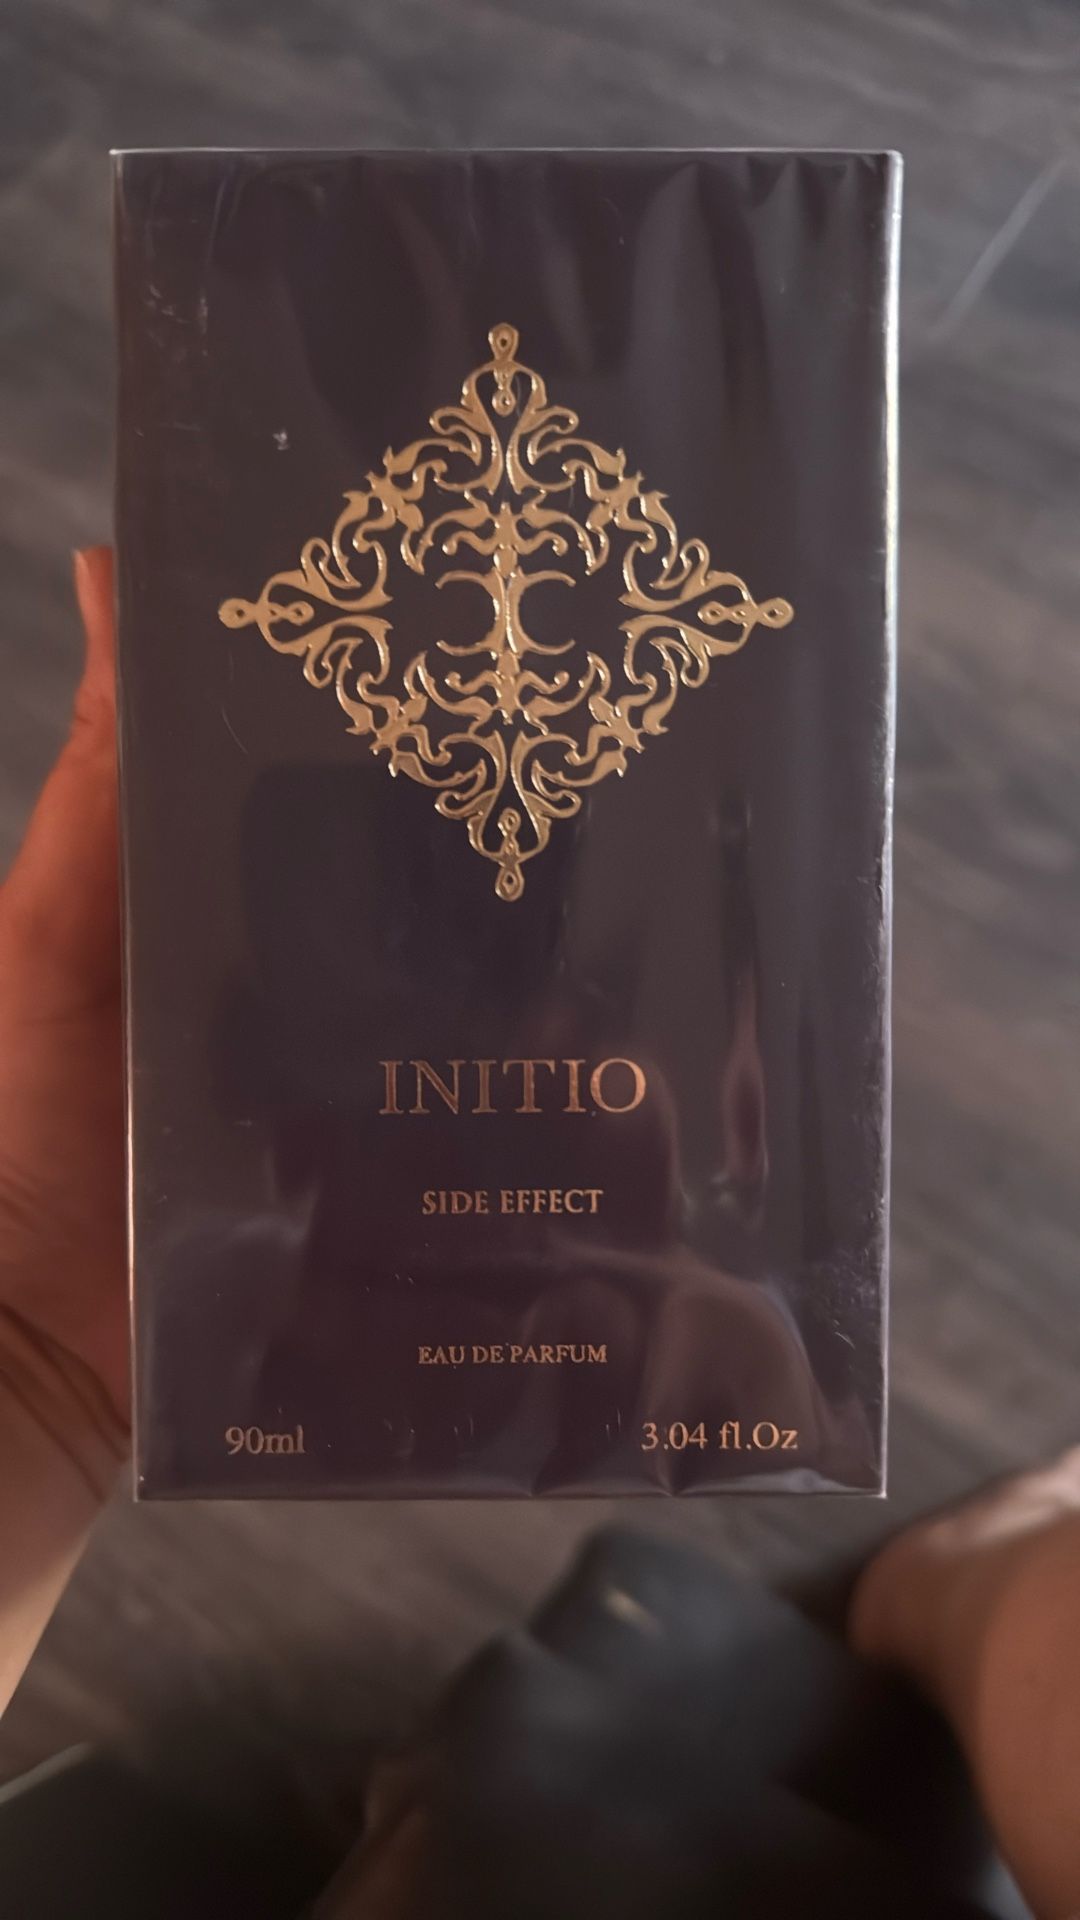 INITIO
SIDE EFFECT
EAU DE PARFUM
90ml 3.04 fl.Oz